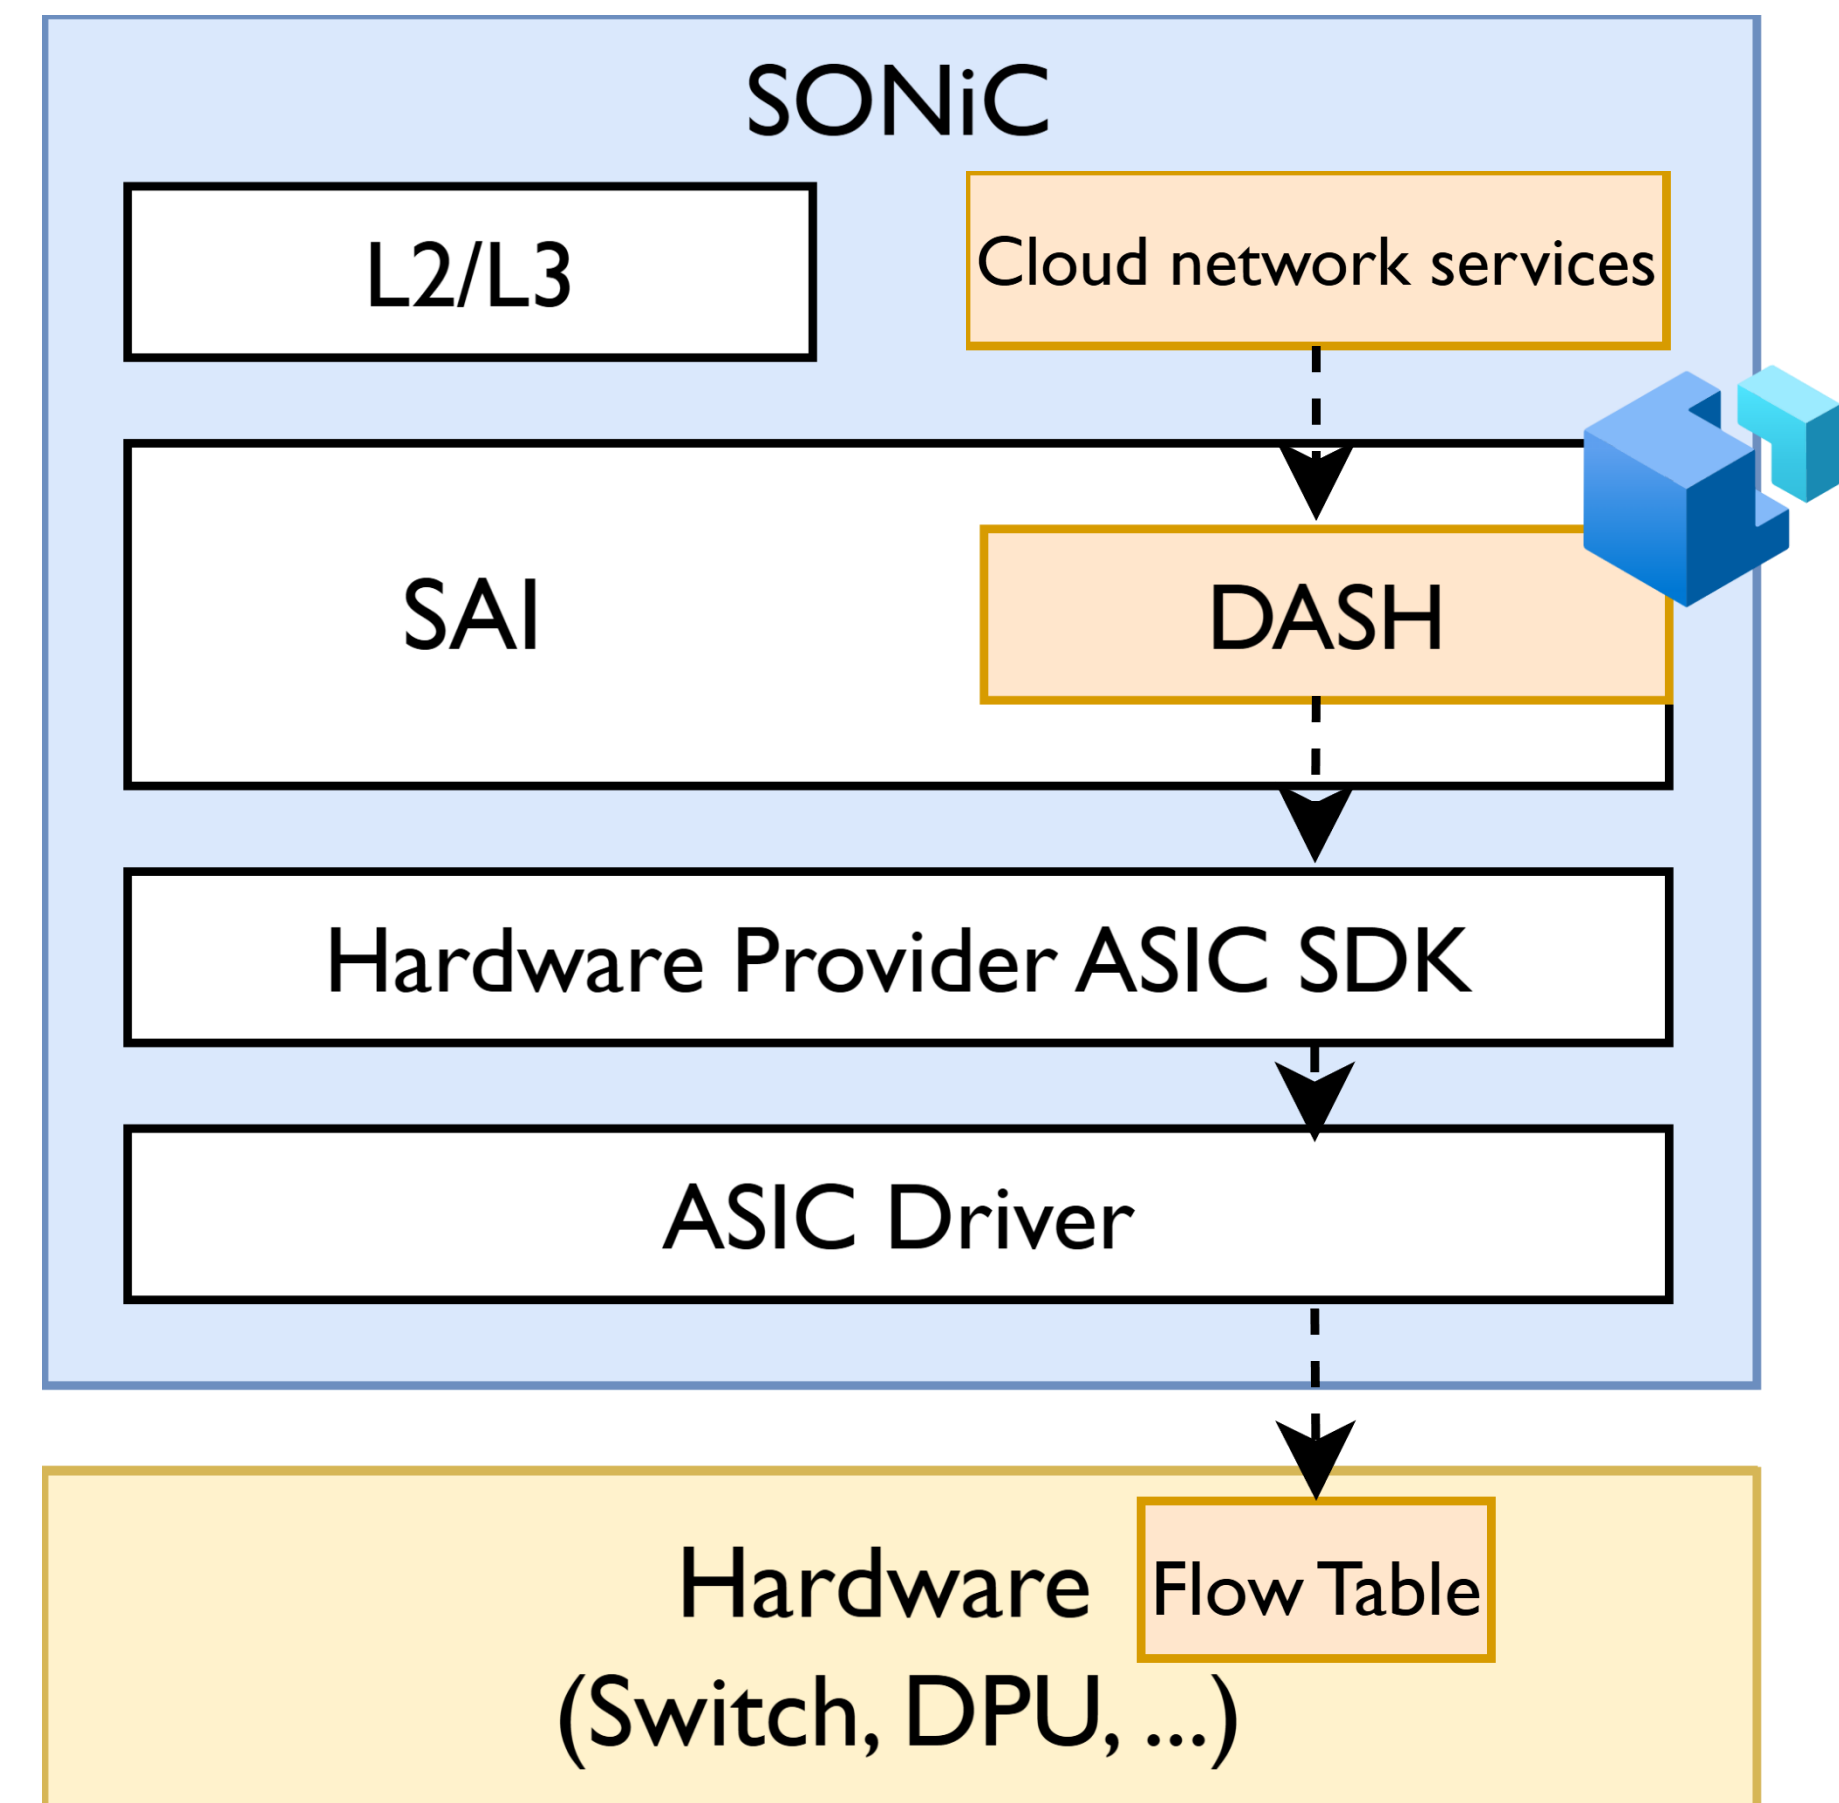 SONiC
L2/L3
Cloud network services
SAI
DASH
Hardware Provider ASIC SDK
ASIC Driver
Hardware
Flow Table
(Switch, DPU, ...)